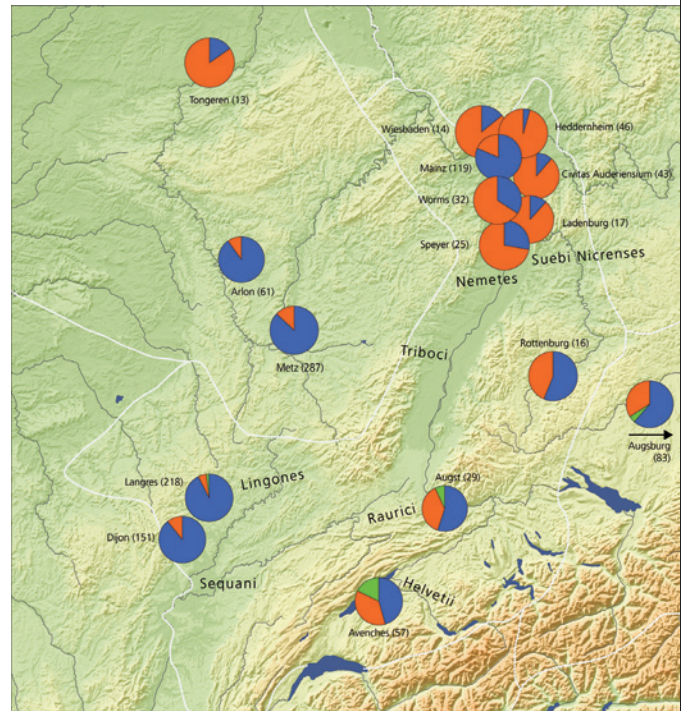 Tongeren (13)
Wiesbaden (14)
Heddernheim (46)
Mainz (119)
Civitas Auderiensium (43)
Worms (32)
Ladenburg (17)
Speyer (25)
Suebi Nicrenses
Nemetes
Arlon (61)
Metz (287)
Triboci
Rottenburg (16)
Augsburg
(83)
Langres (218)
Lingones
Augst (29)
Raurici
Dijon (151)
Sequani
Helvetii
Avenches (57)